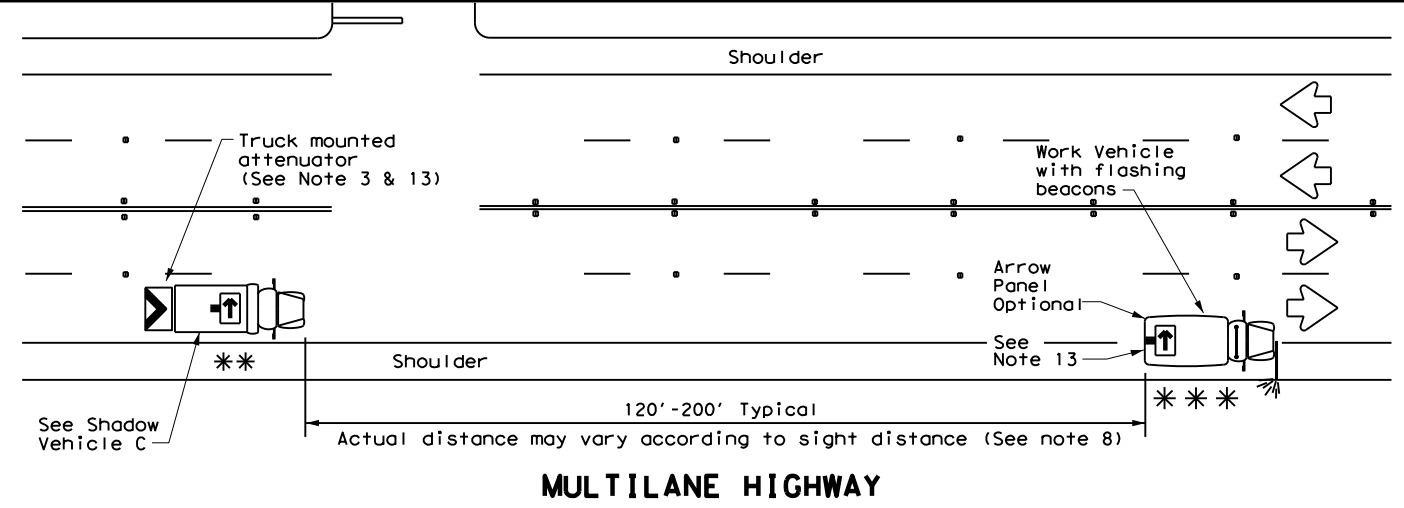 Shoulder
Truck mounted
attenuator
(See Note 3 & 13)
Work Vehicle
with flashing
beacons
Arrow
Panel
Optional
See
Note 13
**
Shoulder
***
See Shadow
Vehicle C
120'-200' Typical
Actual distance may vary according to sight distance (See note 8)
MULTILANE HIGHWAY